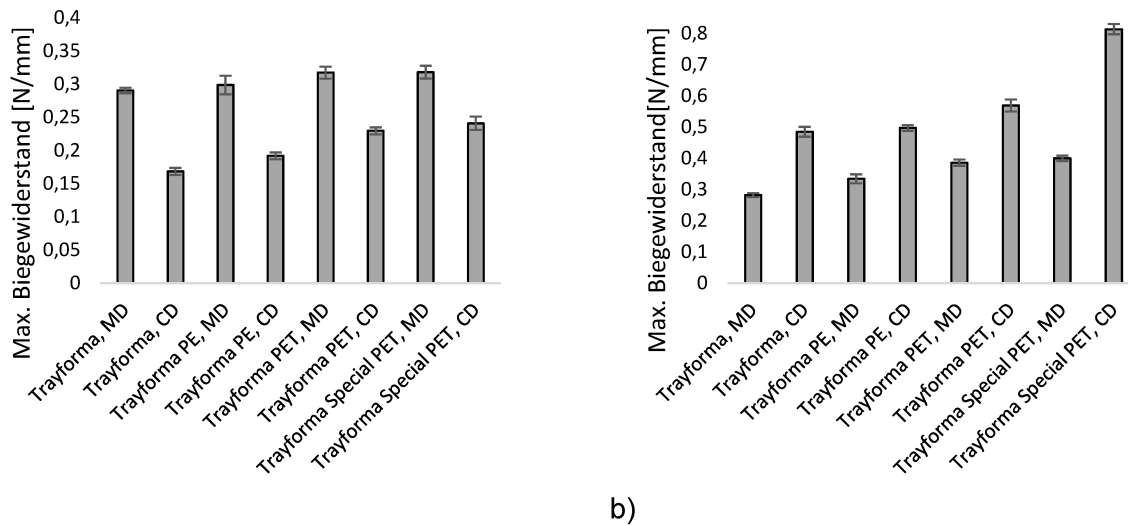 Max. Biegewiderstand [N/mm]
0,4
0,35
0,3
0,25
0,2
0,15
0,1
0,05
0
Trayforma, MD
Trayforma, CD
Trayforma PE, MD
Trayforma PE, CD
Trayforma PET, MD
Trayforma PET, CD
Trayforma Special PET, MD
Trayforma Special PET, CD
Max. Biegewiderstand[N/mm]
0,8
0,7
0,6
0,5
0,4
0,3
0,2
0,1
0
Trayforma, MD
Trayforma, CD
Trayforma PE, MD
Trayforma PE, CD
Trayforma PET, MD
Trayforma PET, CD
Trayforma Special PET, MD
Trayforma Special PET, CD
b)